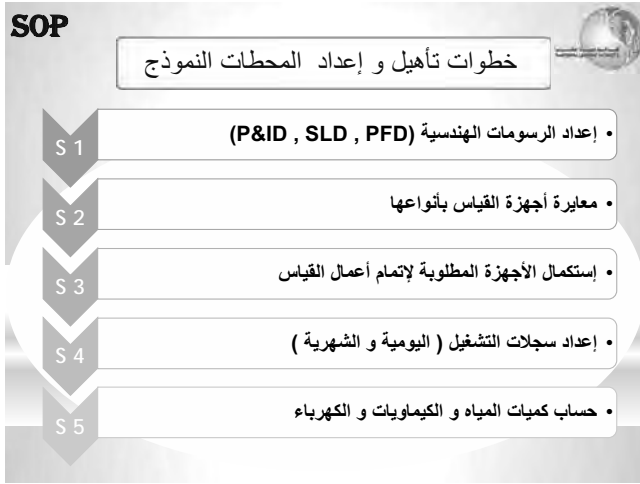 SOP
خطوات تأهيل و إعداد المحطات النموذج
S 1
• إعداد الرسومات الهندسية (P&ID , SLD , PFD)
S 2
• معايرة أجهزة القياس بأنواعها
S 3
• إستكمال الأجهزة المطلوبة لإتمام أعمال القياس
S 4
• إعداد سجلات التشغيل ( اليومية و الشهرية )
S 5
• حساب كميات المياه و الكيماويات و الكهرباء